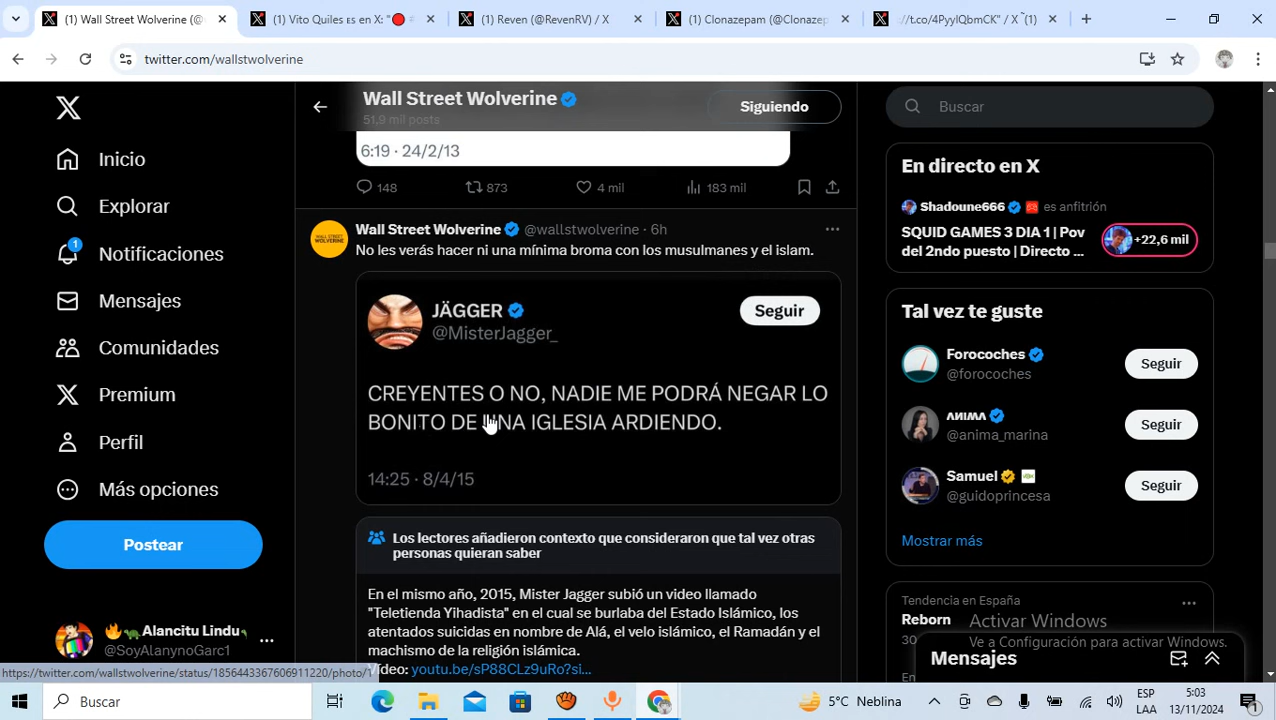 (1) Wall Street Wolverine (@
(1) Vito Quiles ᴇs en X: "🔴
(1) Reven (@RevenRV) / X
(1) Clonazepam (@Clonaz
://t.co/4PyylQbmCK" / X (1)
twitter.com/wallstwolverine
Wall Street Wolverine
51,9 mil posts
Siguiendo
6:19 · 24/2/13
148 873 4 mil 183 mil
Wall Street Wolverine @wallstwolverine · 6h
No les verás hacer ni una mínima broma con los musulmanes y el islam.
JÄGGER
@MisterJagger_
Seguir
CREYENTES O NO, NADIE ME PODRÁ NEGAR LO
BONITO DE UNA IGLESIA ARDIENDO.
14:25 · 8/4/15
Los lectores añadieron contexto que consideraron que tal vez otras
personas quieran saber
En el mismo año, 2015, Mister Jagger subió un video llamado
"Teletienda Yihadista" en el cual se burlaba del Estado Islámico, los
atentados suicidas en nombre de Alá, el velo islámico, el Ramadán y el
machismo de la religión islámica.
Vídeo: youtu.be/sP88CLz9uRo?si...
Inicio
Explorar
1
Notificaciones
Mensajes
Comunidades
Premium
Perfil
Más opciones
Postear
🔥🦖Alancitu Lindu
@SoyAlanynoGarc1
https://twitter.com/wallstwolverine/status/1856443367606911220/photo/1
Buscar
En directo en X
Shadoune666 es anfitrión
SQUID GAMES 3 DIA 1 | Pov
del 2ndo puesto | Directo ...
+22,6 mil
Tal vez te guste
Forocoches
@forocoches
Seguir
ᴧиιмᴧ
@anima_marina
Seguir
Samuel
@guidoprincesa
Seguir
Mostrar más
Tendencia en España
Reborn
Activar Windows
Ve a Configuración para activar Windows.
Mensajes
Buscar
5°C Neblina
ESP
LAA
5:03
13/11/2024
1